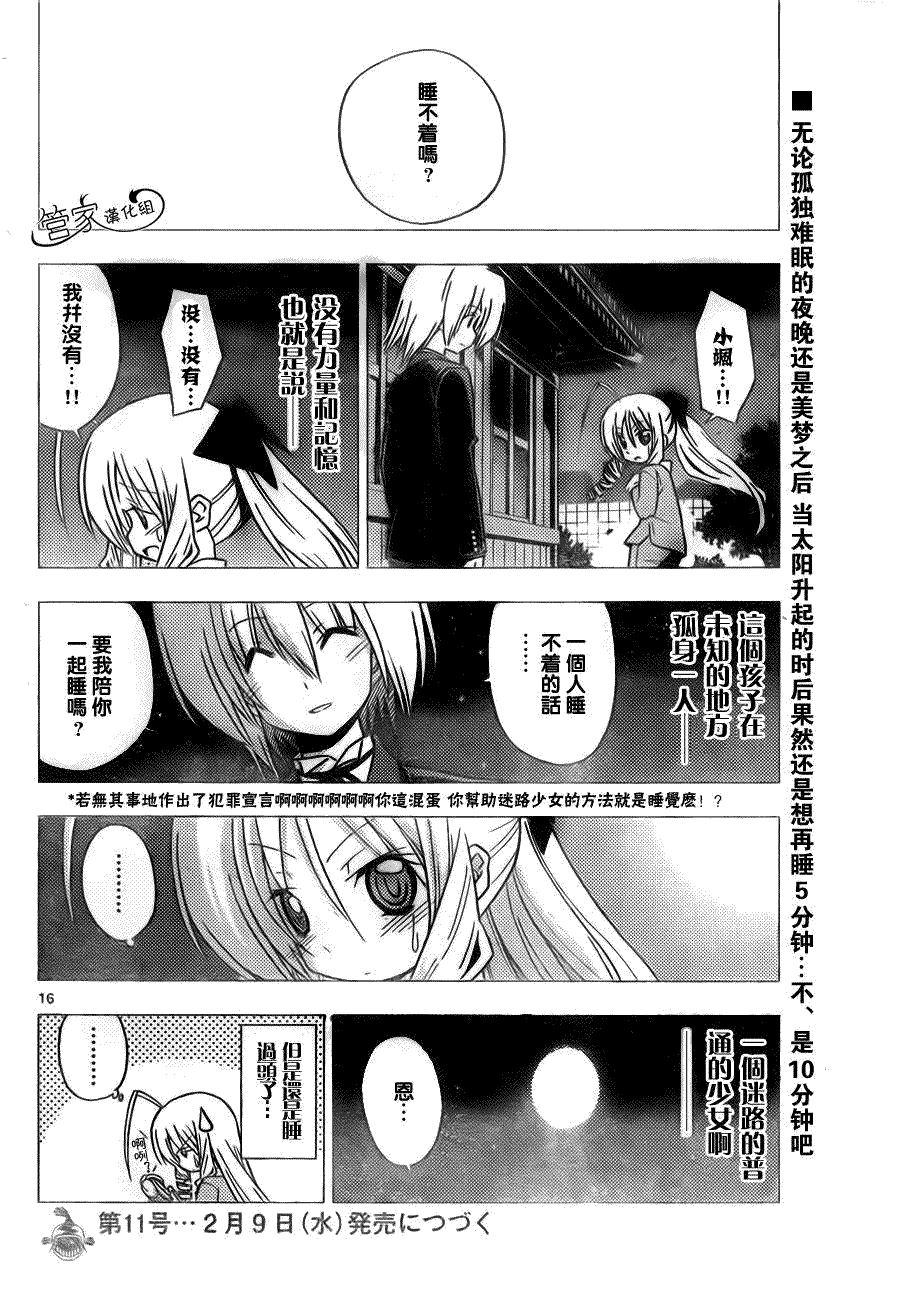 睡不着嗎？
管家漢化组
■无论孤独难眠的夜晚还是美梦之后 当太阳升起的时后果然还是想再睡5分钟…不、是10分钟吧
小颯…!!
没有力量和記憶
也就是説——
没…没有…
我幷沒有…!!
這個孩子在
未知的地方
孤身一人——
一個人睡
不着的話
……
要我陪你
一起睡嗎？
*若無其事地作出了犯罪宣言啊啊啊啊啊啊你這混蛋 你幫助迷路少女的方法就是睡覺麽！？
………
16
——一個迷路的普
通的少女啊
恩…
但是還是睡
過頭了…
………
啊
咧
？
第11号…2月9日(水)発売につづく